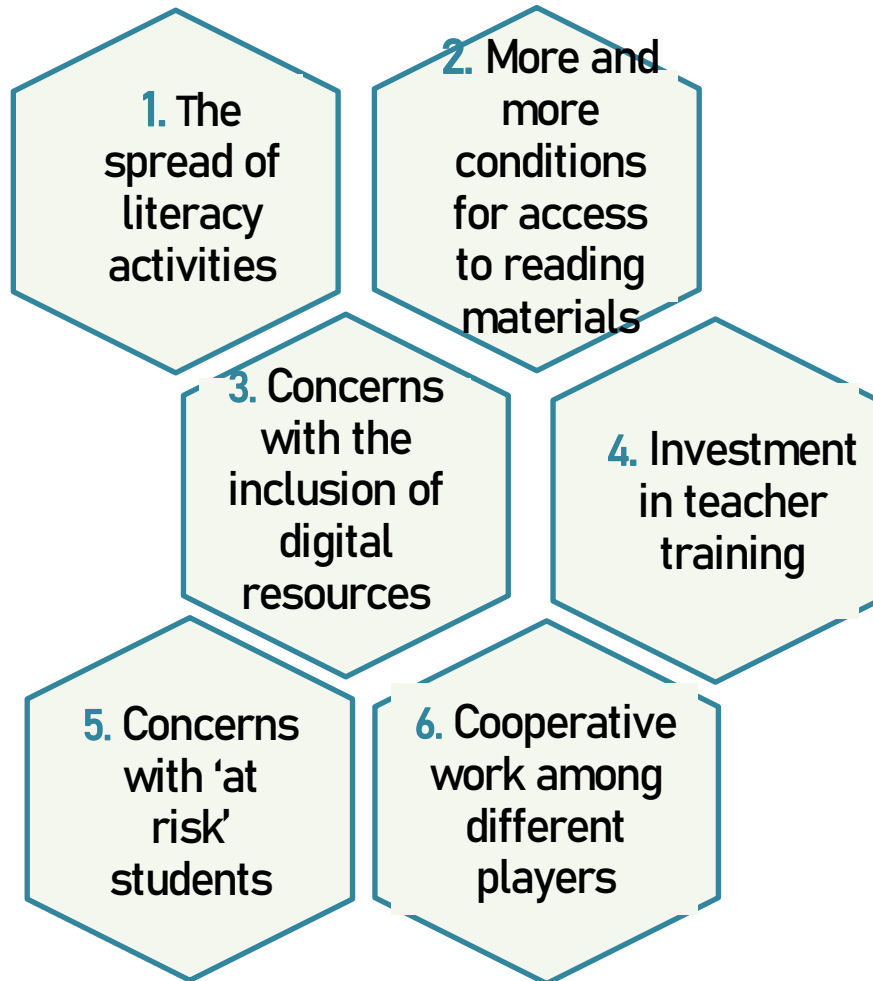 1. The
spread of
literacy
activities
2. More and
more
conditions
for access
to reading
materials
3. Concerns
with the
inclusion of
digital
resources
4. Investment
in teacher
training
5. Concerns
with ‘at
risk’
students
6. Cooperative
work among
different
players